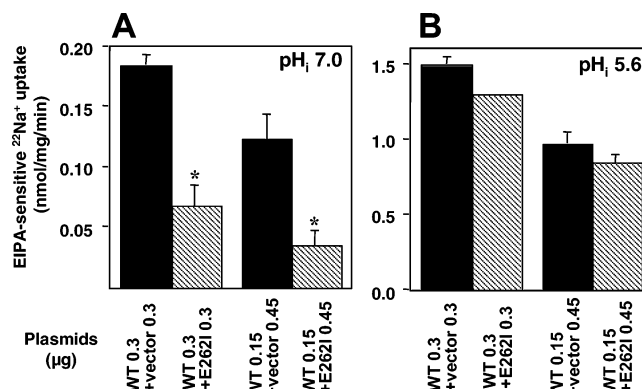 A
B
pHi 7.0
pHi 5.6
EIPA-sensitive 22Na+ uptake
(nmol/mg/min)
0.20
0.15
0.10
0.05
*
*
1.5
1.0
0.5
0.0
Plasmids
(µg)
WT 0.3
+vector 0.3
WT 0.3
+E262I 0.3
WT 0.15
+vector 0.45
WT 0.15
+E262I 0.45
WT 0.3
+vector 0.3
WT 0.3
+E262I 0.3
WT 0.15
+vector 0.45
WT 0.15
+E262I 0.45